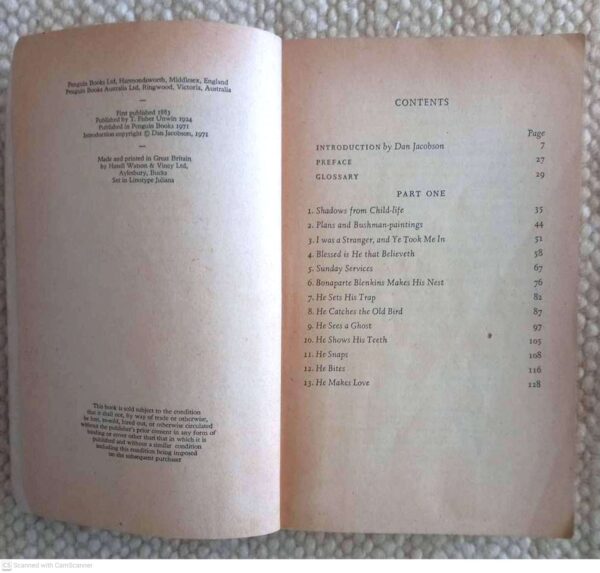 Penguin Books Ltd, Harmondsworth, Middlesex, England
Penguin Books Australia Ltd, Ringwood, Victoria, Australia
—
First published 1883
Published by T. Fisher Unwin 1924
Published in Penguin Books 1971
Introduction copyright © Dan Jacobson, 1971
—
Made and printed in Great Britain
by Hazell Watson & Viney Ltd,
Aylesbury, Bucks
Set in Linotype Juliana
This book is sold subject to the condition
that it shall not, by way of trade or otherwise,
be lent, re-sold, hired out, or otherwise circulated
without the publisher's prior consent in any form of
binding or cover other than that in which it is
published and without a similar condition
including this condition being imposed
on the subsequent purchaser
CONTENTS
Page
INTRODUCTION by Dan Jacobson 7
PREFACE 27
GLOSSARY 29
PART ONE
1. Shadows from Child-life 35
2. Plans and Bushman-paintings 44
3. I was a Stranger, and Ye Took Me In 51
4. Blessed is He that Believeth 58
5. Sunday Services 67
6. Bonaparte Blenkins Makes His Nest 76
7. He Sets His Trap 82
8. He Catches the Old Bird 87
9. He Sees a Ghost 97
10. He Shows His Teeth 105
11. He Snaps 108
12. He Bites 116
13. He Makes Love 128
CS Scanned with CamScanner